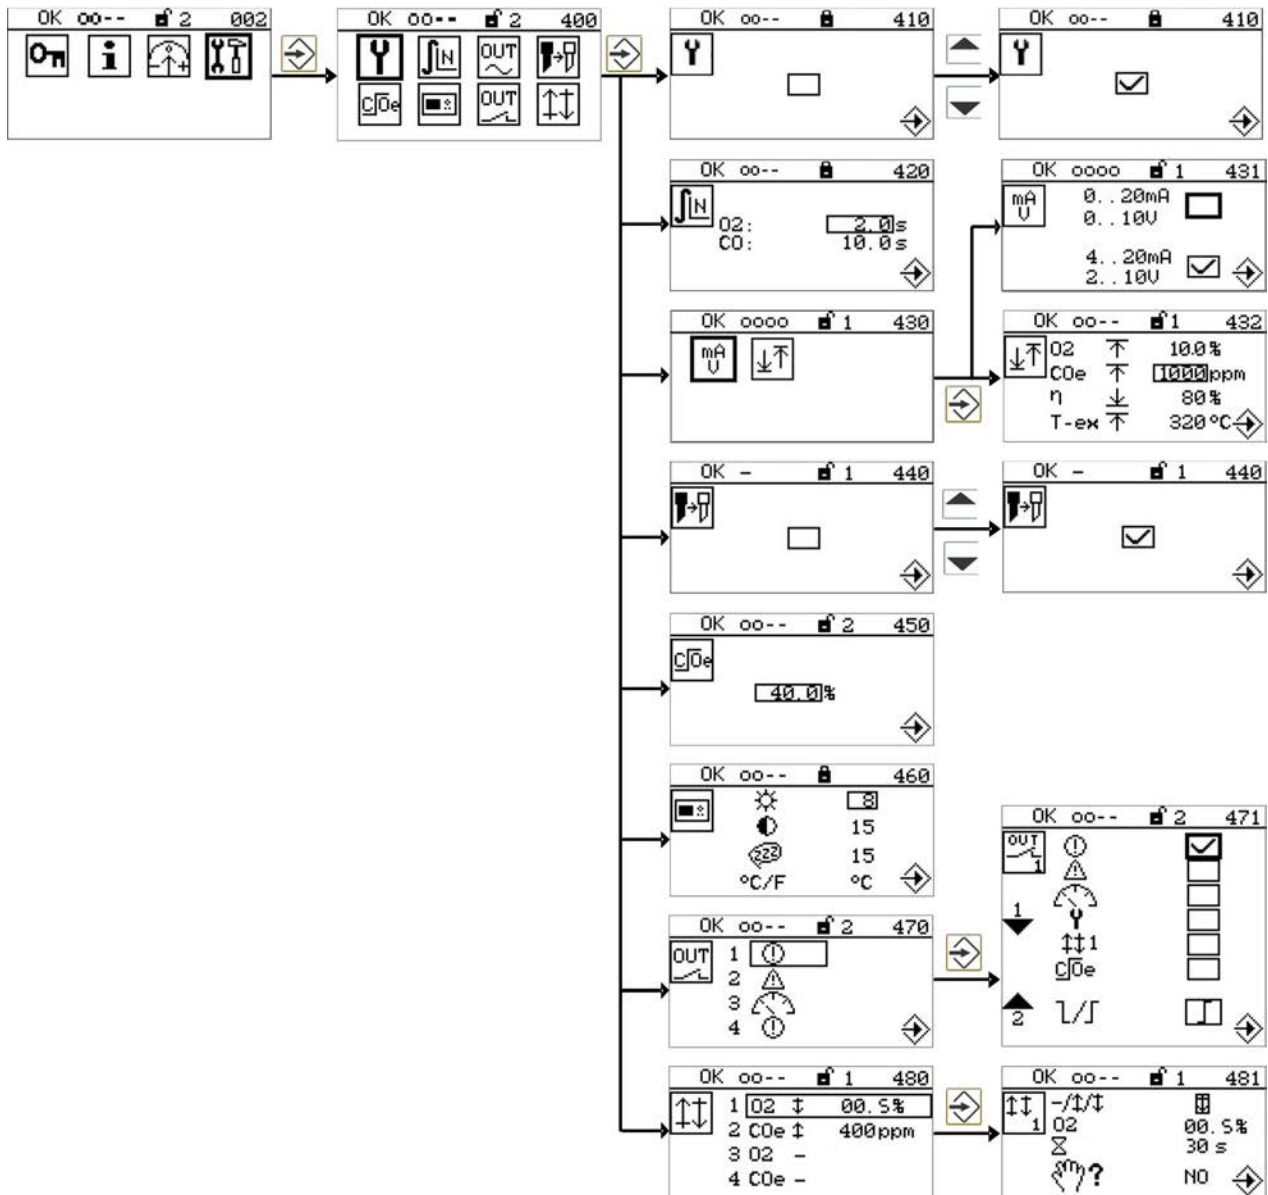 OK oo-- 2 002
i
OK oo-- 2 400
IN OUT
COe OUT
OK oo-- 410
OK oo-- 410
OK oo-- 420
IN
O2: 2.0s
CO: 10.0s
OK oooo 1 431
mA V
0..20mA
0..10V
4..20mA
2..10V
OK oooo 1 430
mA V
OK oo-- 1 432
O2 10.0%
COe 1000ppm
η 80%
T-ex 320°C
OK - 1 440
OK - 1 440
OK oo-- 2 450
COe
40.0%
OK oo-- 460
8
15
zzz 15
°C/F °C
OK oo-- 2 470
OUT
1
2
3
4
OK oo-- 2 471
OUT
1
1
1
COe
2
OK oo-- 1 480
1 O2 00.5%
2 COe 400ppm
3 O2 -
4 COe -
OK oo-- 1 481
1
-/↕/↕
O2 00.5%
30 s
? NO